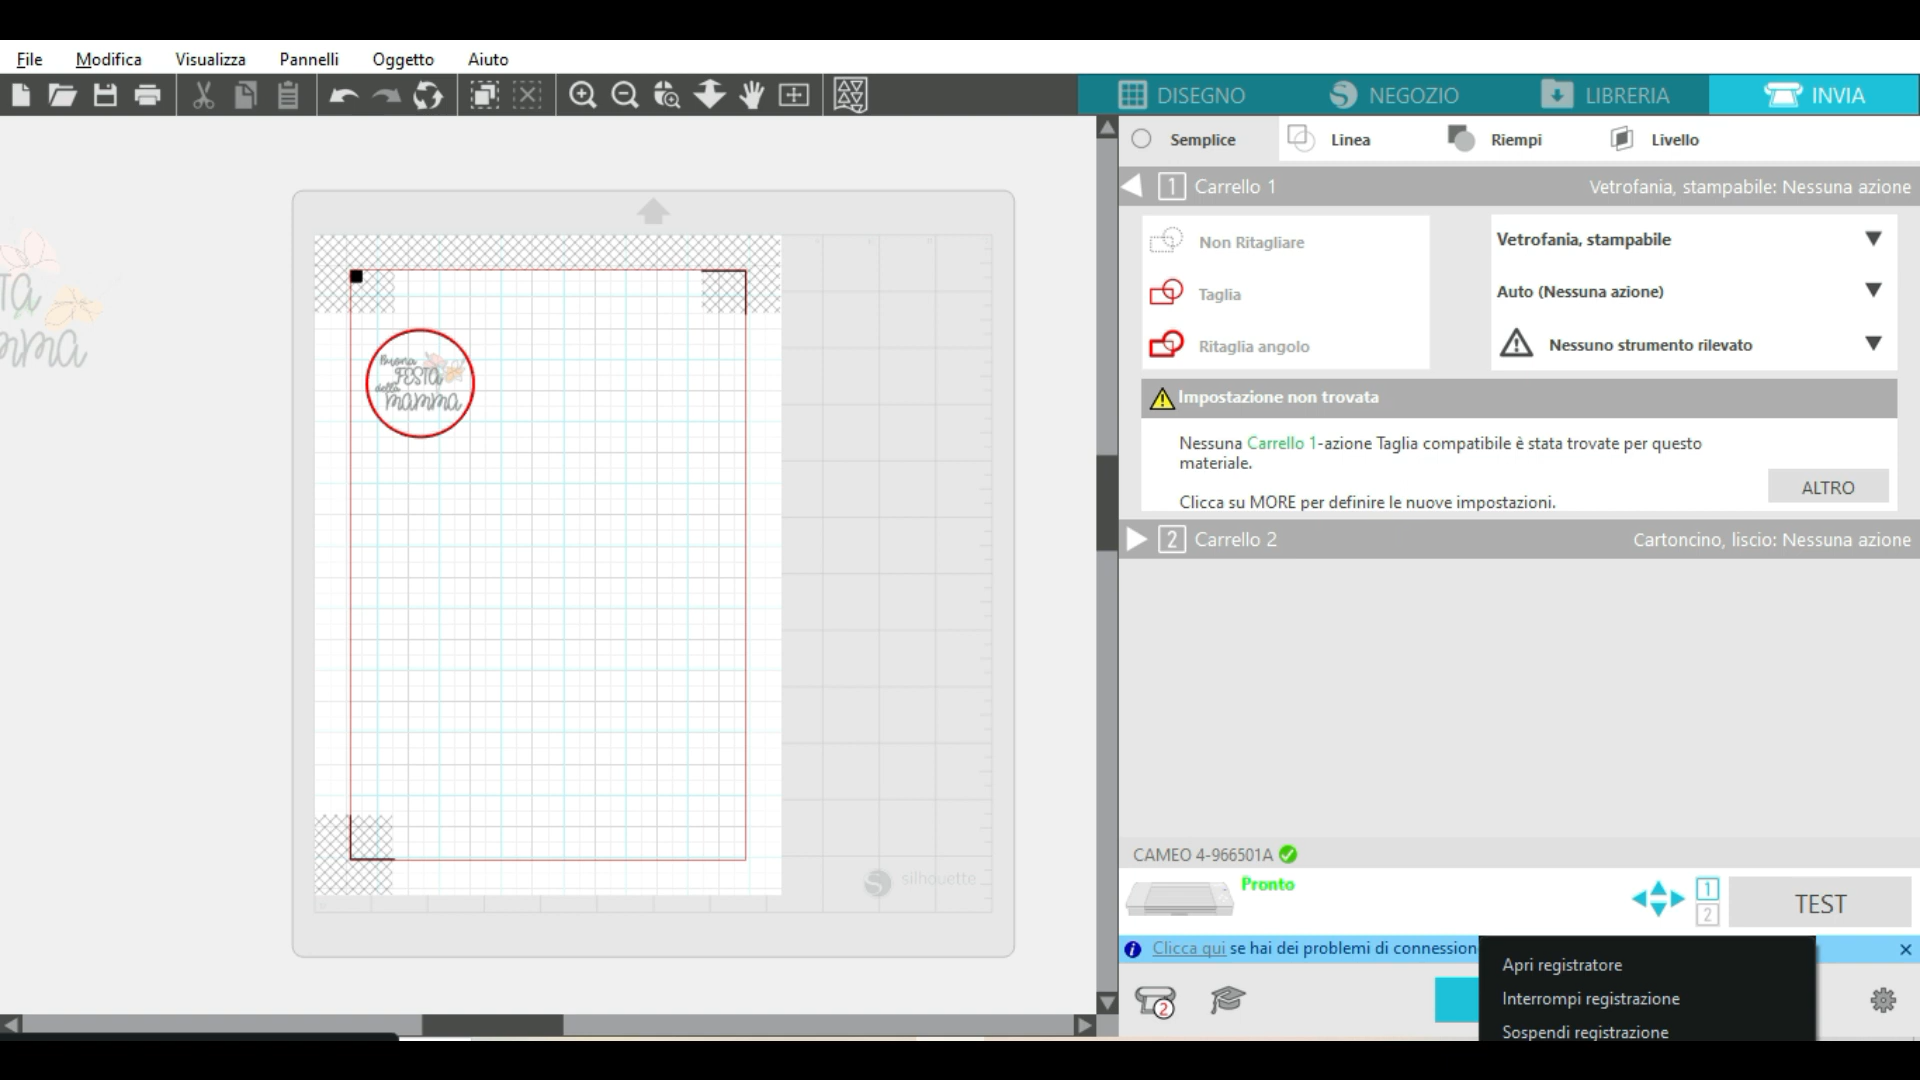 File Modifica Visualizza Pannelli Oggetto Aiuto
DISEGNO NEGOZIO LIBRERIA INVIA
Semplice Linea Riempi Livello
1 Carrello 1 Vetrofania, stampabile: Nessuna azione
Non Ritagliare
Taglia
Ritaglia angolo
Vetrofania, stampabile
Auto (Nessuna azione)
Nessuno strumento rilevato
Impostazione non trovata
Nessuna Carrello 1-azione Taglia compatibile è stata trovate per questo
materiale.
Clicca su MORE per definire le nuove impostazioni.
ALTRO
2 Carrello 2 Cartoncino, liscio: Nessuna azione
TA
mma
Buona
FESTA
della
mamma
silhouette
CAMEO 4-966501A
Pronto
1
2
TEST
Clicca qui se hai dei problemi di connession
2
Apri registratore
Interrompi registrazione
Sospendi registrazione